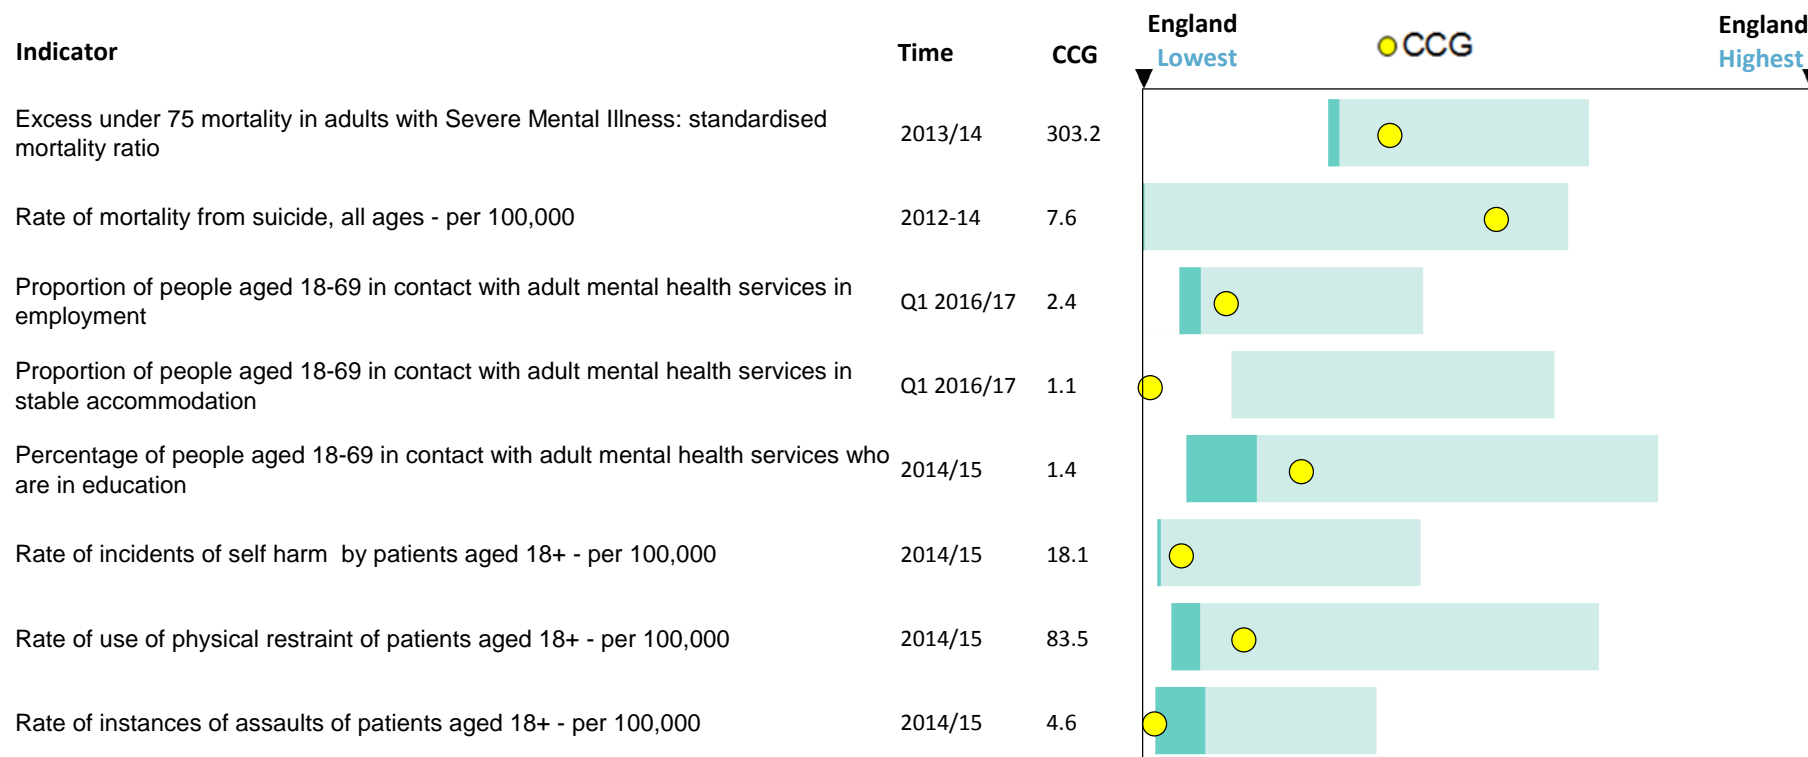 Indicator Time CCG England Lowest CCG England Highest
Excess under 75 mortality in adults with Severe Mental Illness: standardised
mortality ratio
2013/14 303.2
Rate of mortality from suicide, all ages - per 100,000 2012-14 7.6
Proportion of people aged 18-69 in contact with adult mental health services in
employment
Q1 2016/17 2.4
Proportion of people aged 18-69 in contact with adult mental health services in
stable accommodation
Q1 2016/17 1.1
Percentage of people aged 18-69 in contact with adult mental health services who
are in education
2014/15 1.4
Rate of incidents of self harm  by patients aged 18+ - per 100,000 2014/15 18.1
Rate of use of physical restraint of patients aged 18+ - per 100,000 2014/15 83.5
Rate of instances of assaults of patients aged 18+ - per 100,000 2014/15 4.6